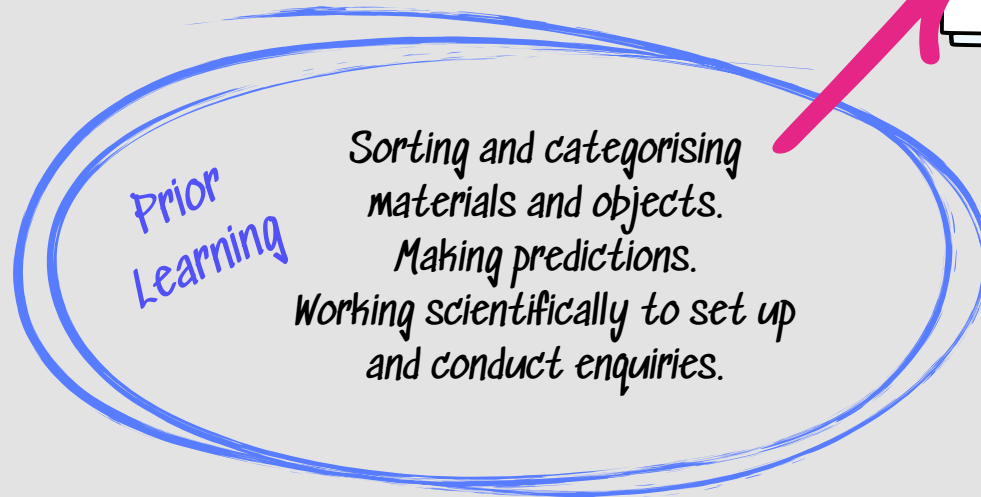 Prior
Learning
Sorting and categorising
materials and objects.
Making predictions.
Working scientifically to set up
and conduct enquiries.